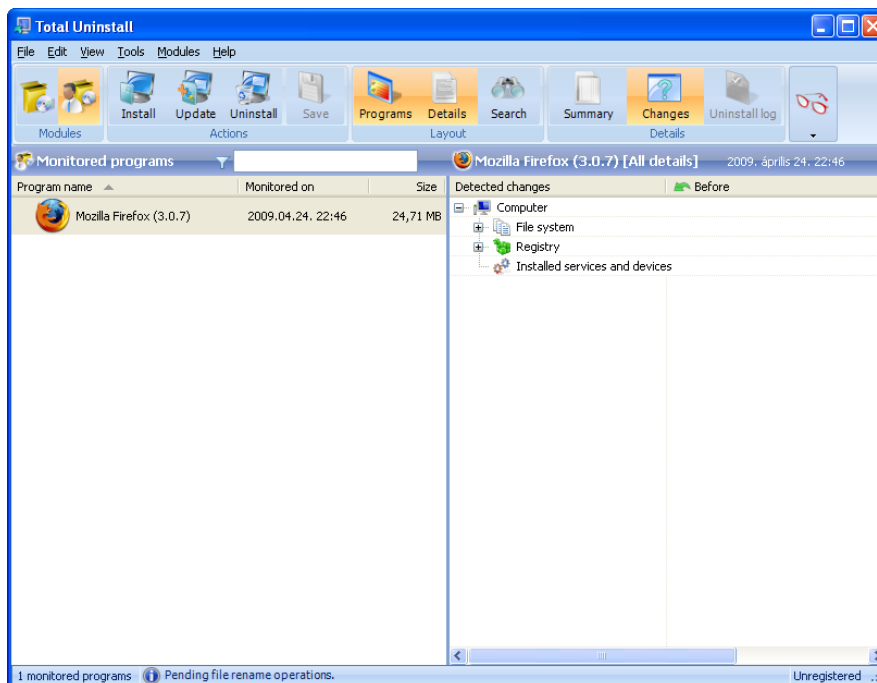 Total Uninstall
File Edit View Tools Modules Help
Install Update Uninstall Save Programs Details Search Summary Changes Uninstall log
Modules Actions Layout Details
Monitored programs
Mozilla Firefox (3.0.7) [All details] 2009. április 24. 22:46
Program name Monitored on Size Detected changes Before
Mozilla Firefox (3.0.7) 2009.04.24. 22:46 24,71 MB
Computer
File system
Registry
Installed services and devices
1 monitored programs Pending file rename operations. Unregistered